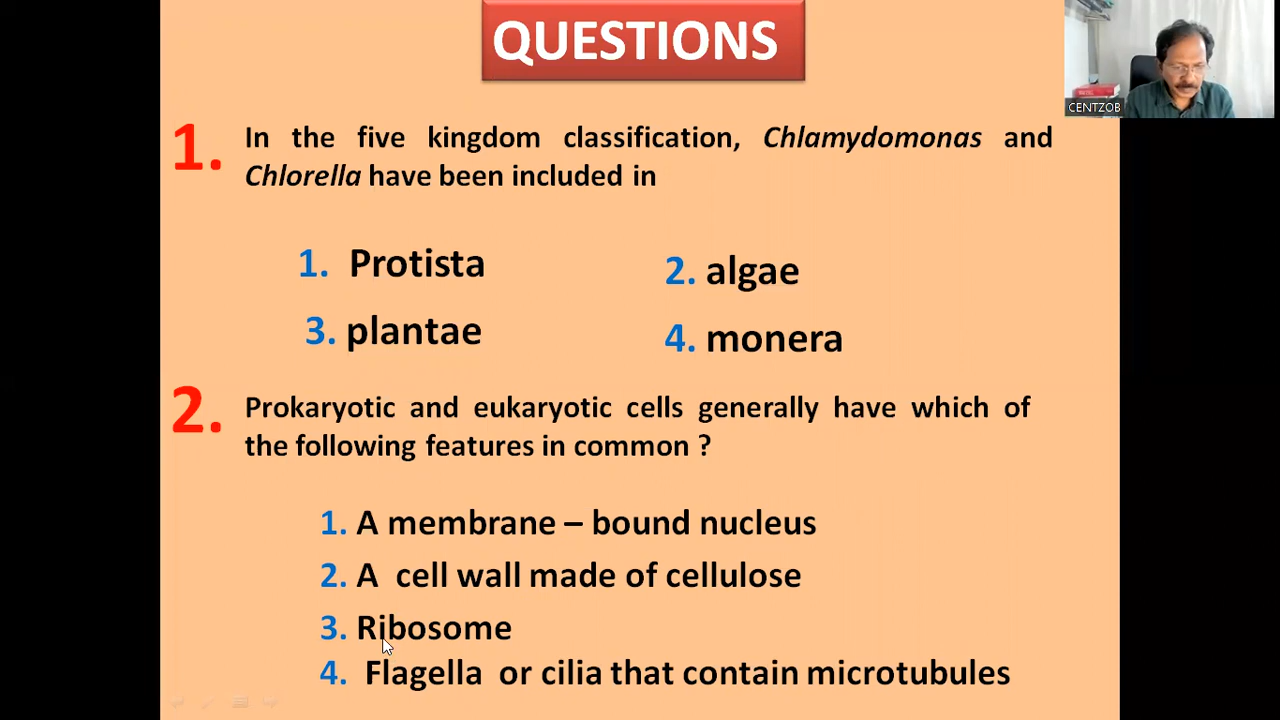 QUESTIONS
CENTZOB
1. In the five kingdom classification, Chlamydomonas and
Chlorella have been included in
1. Protista
2. algae
3. plantae
4. monera
2. Prokaryotic and eukaryotic cells generally have which of
the following features in common ?
1. A membrane – bound nucleus
2. A cell wall made of cellulose
3. Ribosome
4. Flagella or cilia that contain microtubules